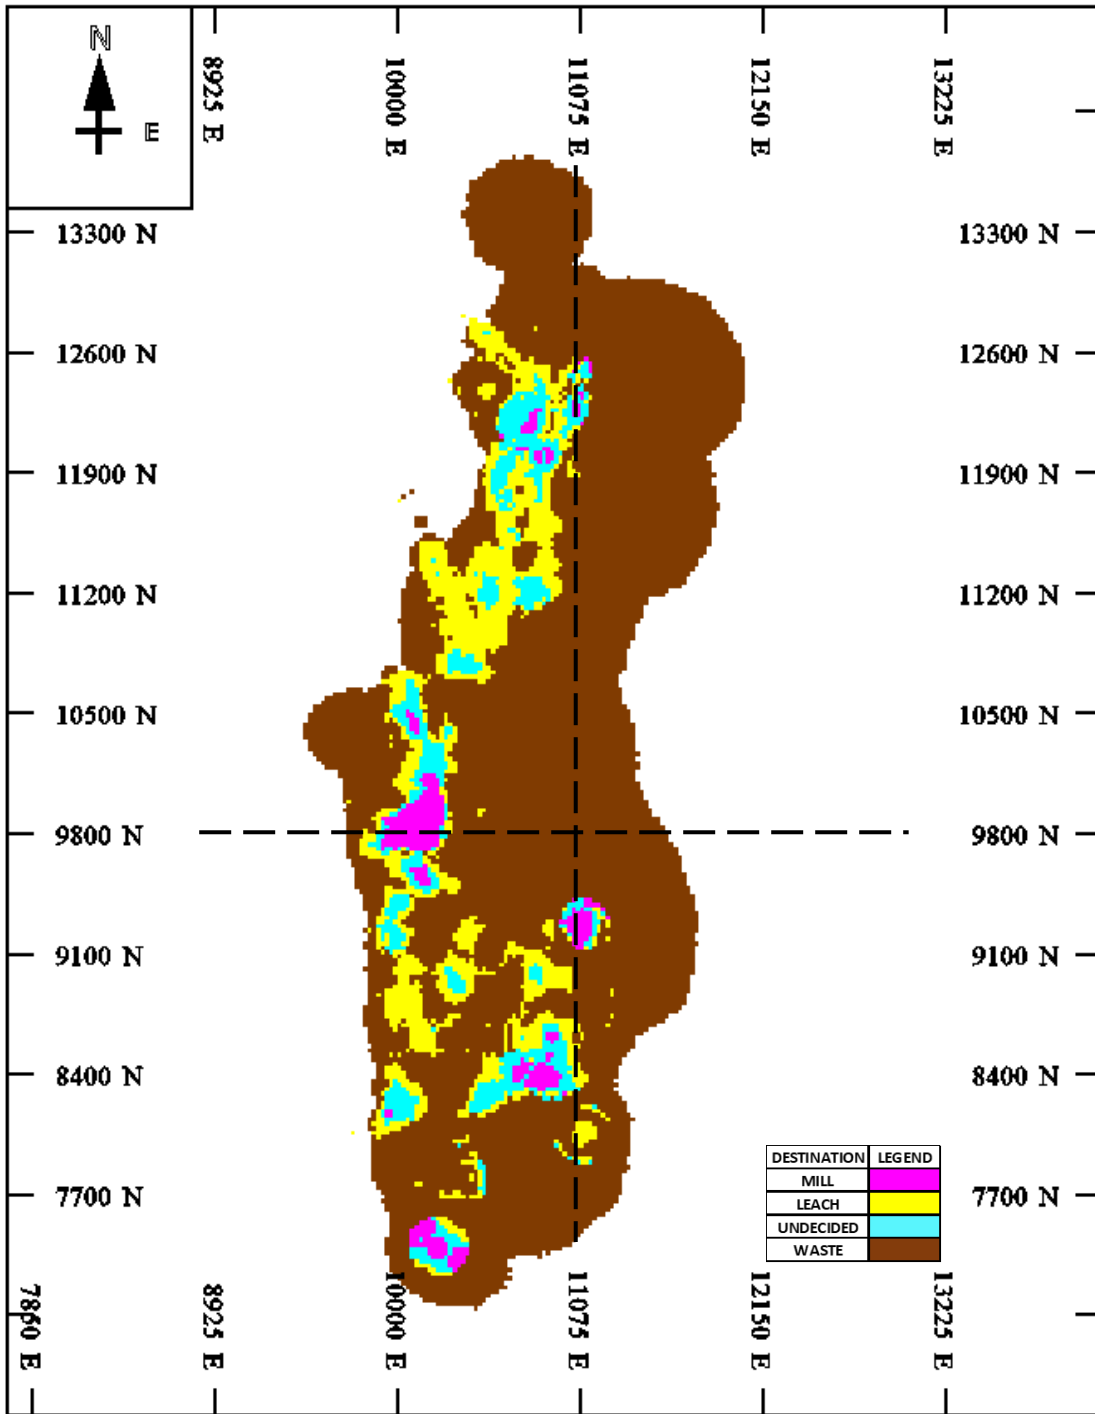 N
E
8925 E
10000 E
11075 E
12150 E
13225 E
13300 N
13300 N
12600 N
12600 N
11900 N
11900 N
11200 N
11200 N
10500 N
10500 N
9800 N
9800 N
9100 N
9100 N
8400 N
8400 N
DESTINATION LEGEND
MILL
LEACH
UNDECIDED
WASTE
7700 N
7700 N
7860 E
8925 E
10000 E
11075 E
12150 E
13225 E